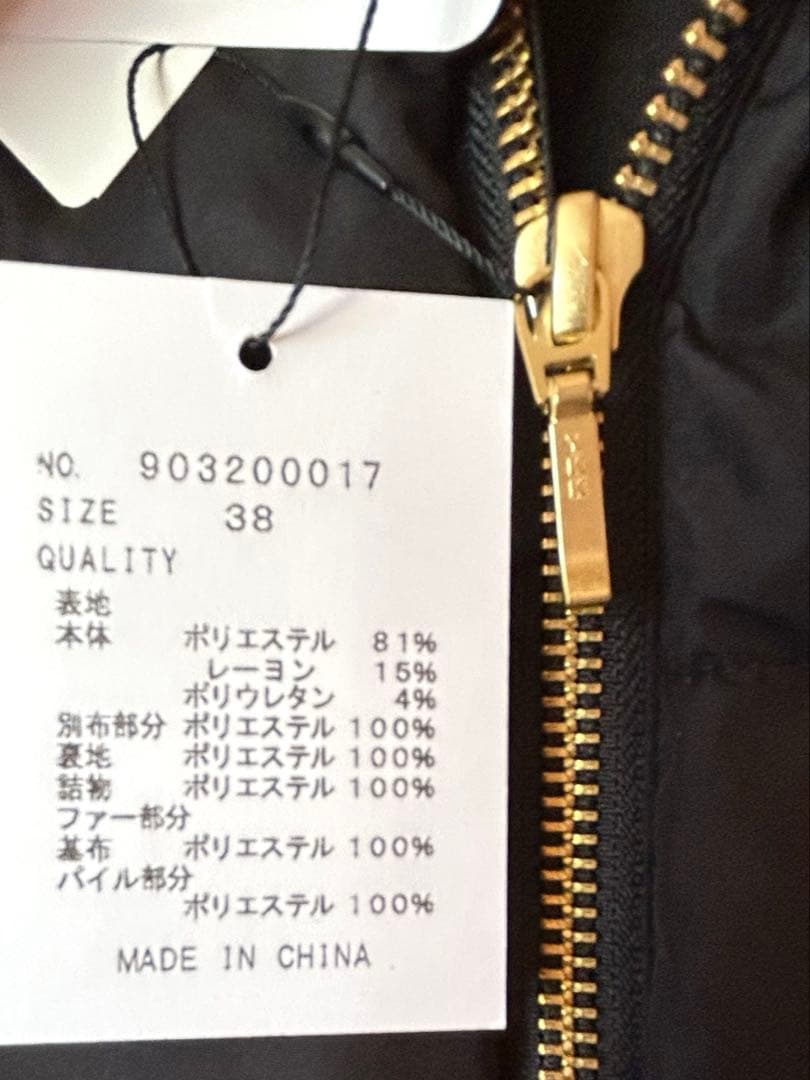 NO. 903200017
SIZE 38
QUALITY
表地
本体 ポリエステル 81%
レーヨン 15%
ポリウレタン 4%
別布部分 ポリエステル 100%
裏地 ポリエステル 100%
詰物 ポリエステル 100%
ファー部分
基布 ポリエステル 100%
パイル部分
ポリエステル 100%
MADE IN CHINA
YKK